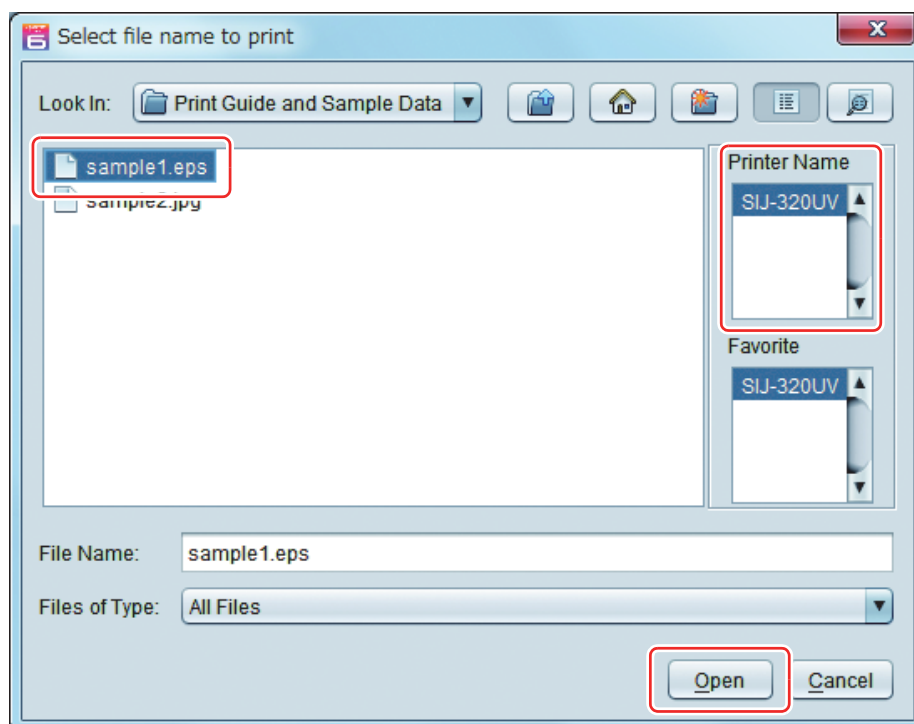 6
Select file name to print
x
Look In: Print Guide and Sample Data
sample1.eps
sample2.jpg
Printer Name
SIJ-320UV
Favorite
SIJ-320UV
File Name: sample1.eps
Files of Type: All Files
Open Cancel